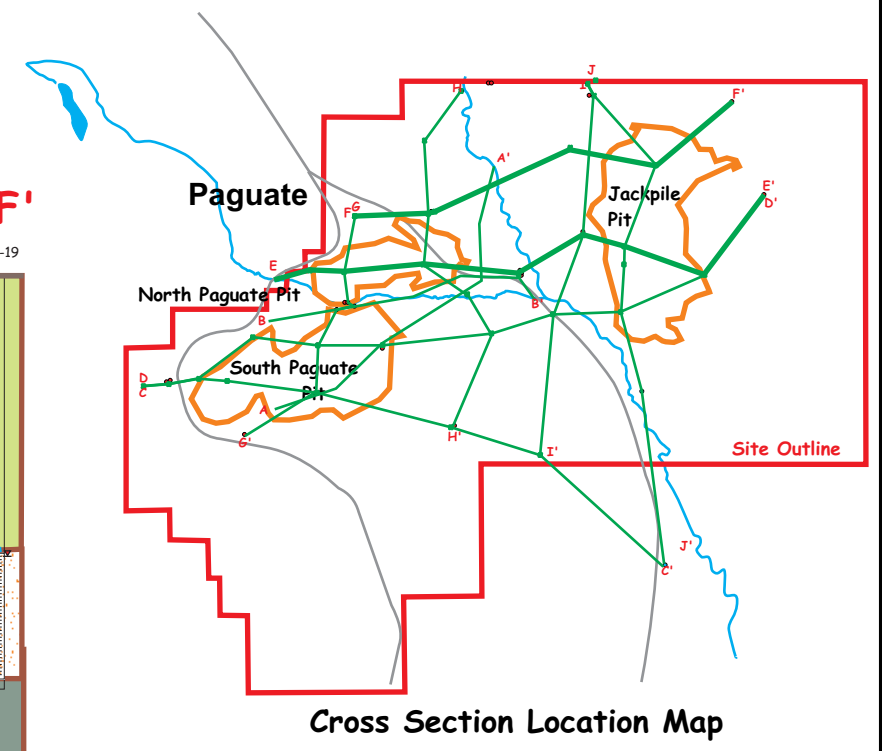 H
J
I
F'
A'
F'
Paguate
Jackpile
Pit
E'
D'
F G
-19
E
North Paguate Pit
B'
B
South Paguate
Pit
D
C
A
G'
H'
I'
Site Outline
J'
C'
Cross Section Location Map